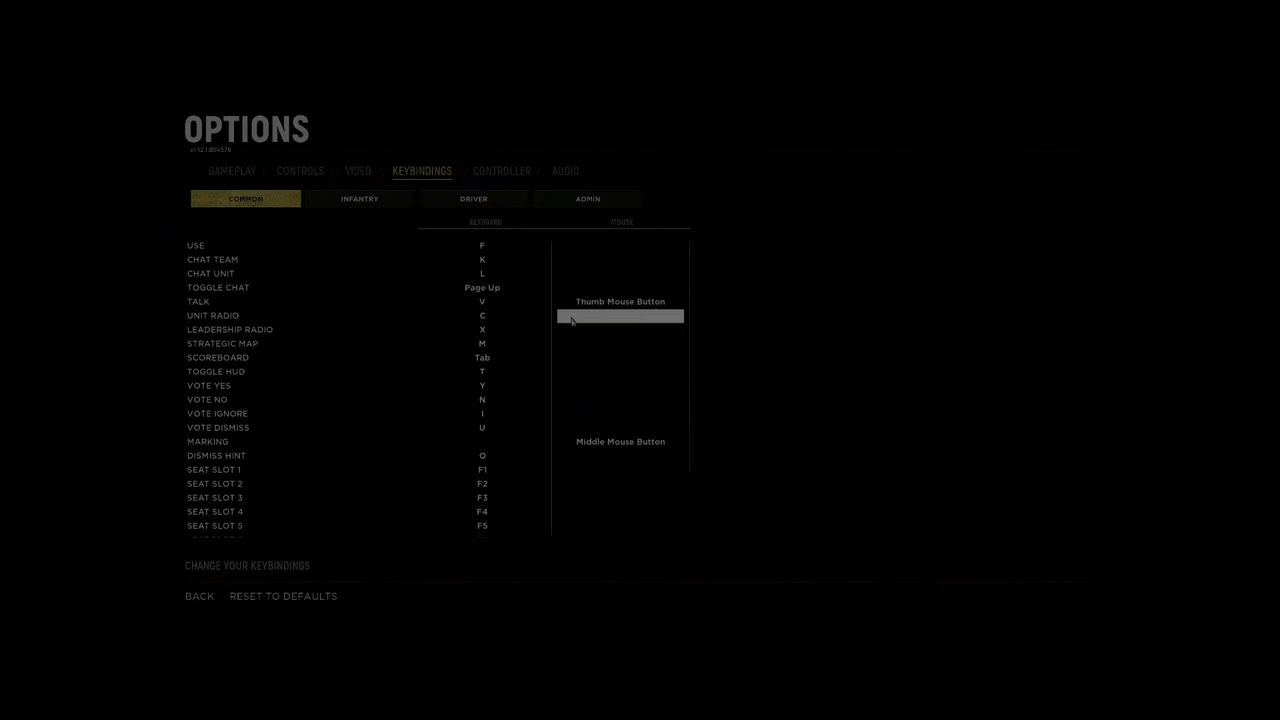 OPTIONS
v1.12.1.804576
GAMEPLAY // CONTROLS // VIDEO // KEYBINDINGS // CONTROLLER // AUDIO
COMMON INFANTRY DRIVER ADMIN
KEYBOARD MOUSE
USE F
CHAT TEAM K
CHAT UNIT L
TOGGLE CHAT Page Up
TALK V Thumb Mouse Button
UNIT RADIO C
LEADERSHIP RADIO X
STRATEGIC MAP M
SCOREBOARD Tab
TOGGLE HUD T
VOTE YES Y
VOTE NO N
VOTE IGNORE I
VOTE DISMISS U
MARKING Middle Mouse Button
DISMISS HINT O
SEAT SLOT 1 F1
SEAT SLOT 2 F2
SEAT SLOT 3 F3
SEAT SLOT 4 F4
SEAT SLOT 5 F5
CHANGE YOUR KEYBINDINGS
BACK RESET TO DEFAULTS